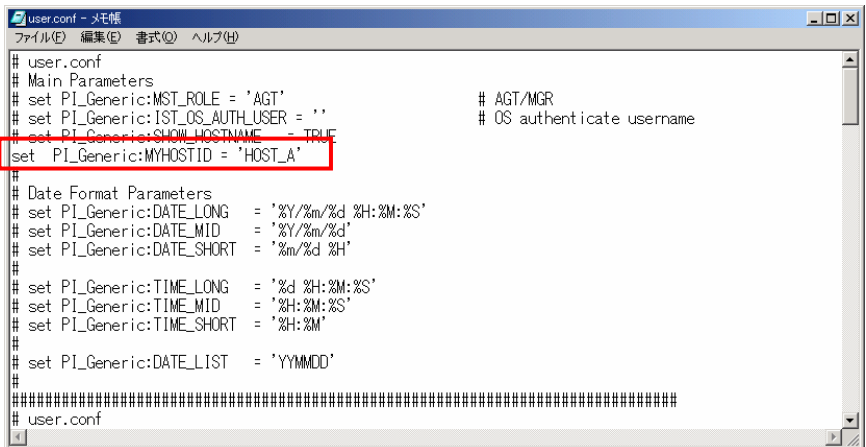 user.conf - メモ帳
ファイル(F) 編集(E) 書式(O) ヘルプ(H)
# user.conf
# Main Parameters
# set PI_Generic:MST_ROLE = 'AGT' # AGT/MGR
# set PI_Generic:IST_OS_AUTH_USER = '' # OS authenticate username
# set PI_Generic:SHOW_HOSTNAME = TRUE
set PI_Generic:MYHOSTID = 'HOST_A'
#
# Date Format Parameters
# set PI_Generic:DATE_LONG = '%Y/%m/%d %H:%M:%S'
# set PI_Generic:DATE_MID = '%Y/%m/%d'
# set PI_Generic:DATE_SHORT = '%m/%d %H'
#
# set PI_Generic:TIME_LONG = '%d %H:%M:%S'
# set PI_Generic:TIME_MID = '%H:%M:%S'
# set PI_Generic:TIME_SHORT = '%H:%M'
#
# set PI_Generic:DATE_LIST = 'YYMMDD'
#
################################################################################
# user.conf